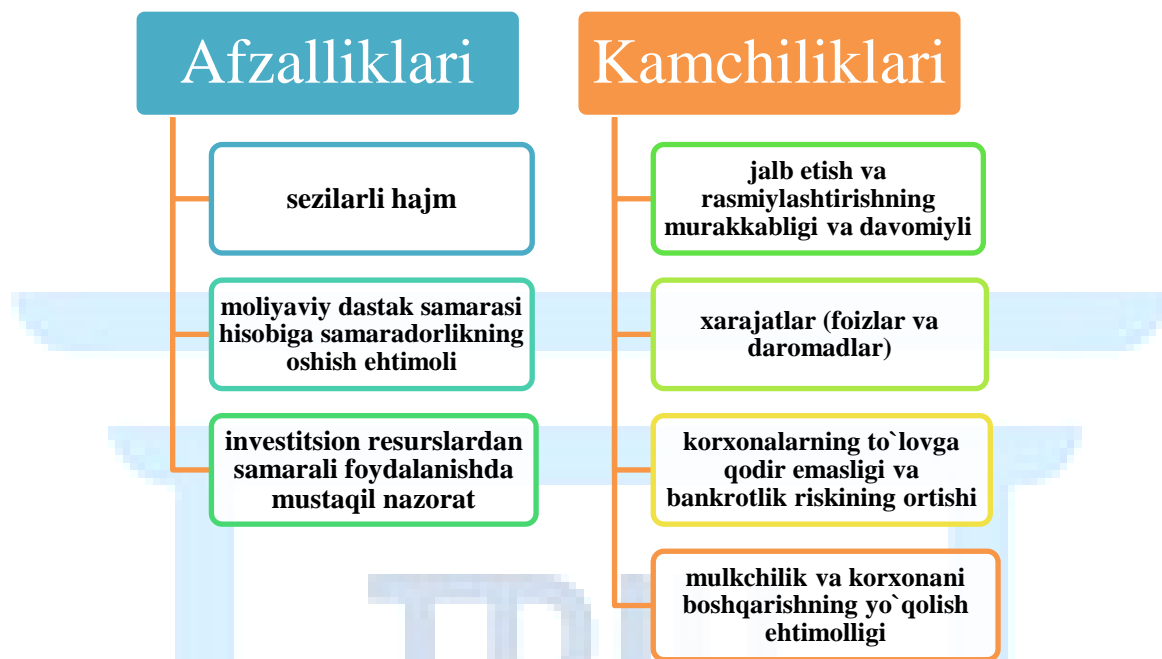 Afzalliklari
sezilarli hajm
moliyaviy dastak samarasi
hisobiga samaradorlikning
oshish ehtimoli
investitsion resurslardan
samarali foydalanishda
mustaqil nazorat
Kamchiliklari
jalb etish va
rasmiylashtirishning
murakkabligi va davomiyli
xarajatlar (foizlar va
daromadlar)
korxonalarning to`lovga
qodir emasligi va
bankrotlik riskining ortishi
mulkchilik va korxonani
boshqarishning yo`qolish
ehtimolligi